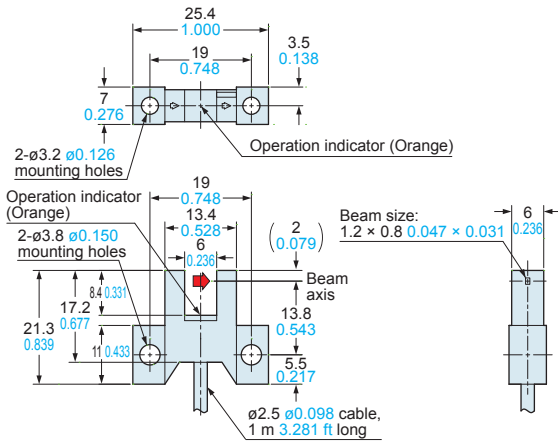 25.4
1.000
19
0.748
3.5
0.138
7
0.276
Operation indicator (Orange)
2-ø3.2 ø0.126
mounting holes
Operation indicator
(Orange)
19
0.748
13.4
0.528
6
0.236
2-ø3.8 ø0.150
mounting holes
( 2
0.079 )
Beam
axis
8.4 0.331
17.2
0.677
21.3
0.839
11 0.433
13.8
0.543
5.5
0.217
ø2.5 ø0.098 cable,
1 m 3.281 ft long
6
0.236
Beam size:
1.2 × 0.8 0.047 × 0.031